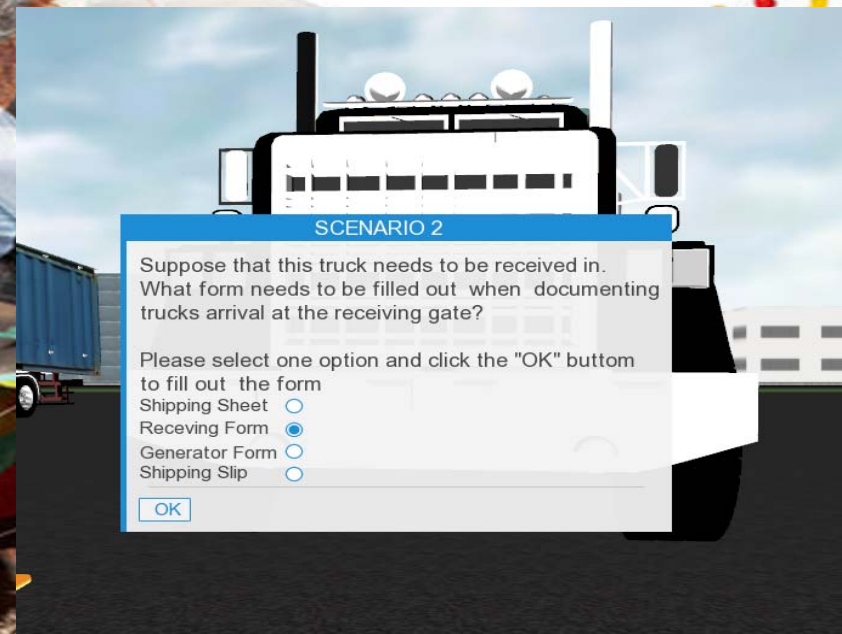 SCENARIO 2
Suppose that this truck needs to be received in.
What form needs to be filled out when documenting
trucks arrival at the receiving gate?
Please select one option and click the "OK" buttom
to fill out the form
Shipping Sheet
Receving Form
Generator Form
Shipping Slip
OK